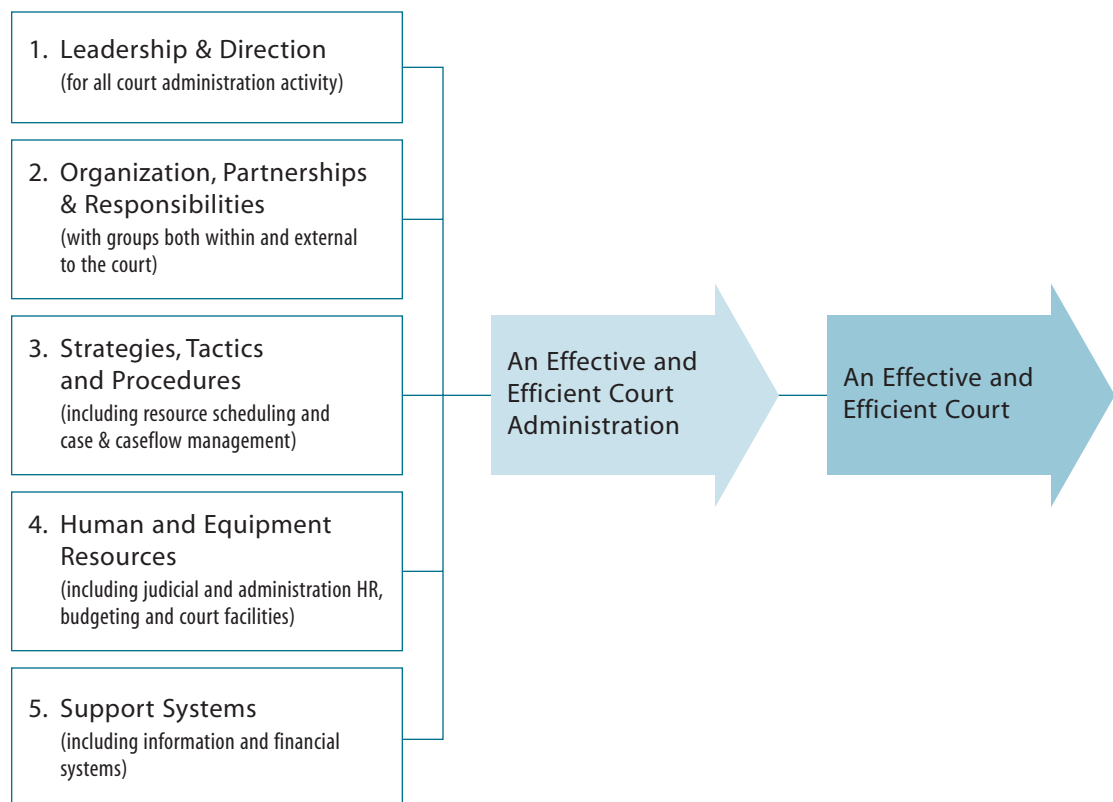 1. Leadership & Direction
(for all court administration activity)
2. Organization, Partnerships
& Responsibilities
(with groups both within and external
to the court)
3. Strategies, Tactics
and Procedures
(including resource scheduling and
case & caseflow management)
4. Human and Equipment
Resources
(including judicial and administration HR,
budgeting and court facilities)
5. Support Systems
(including information and financial
systems)
An Effective and
Efficient Court
Administration
An Effective and
Efficient Court